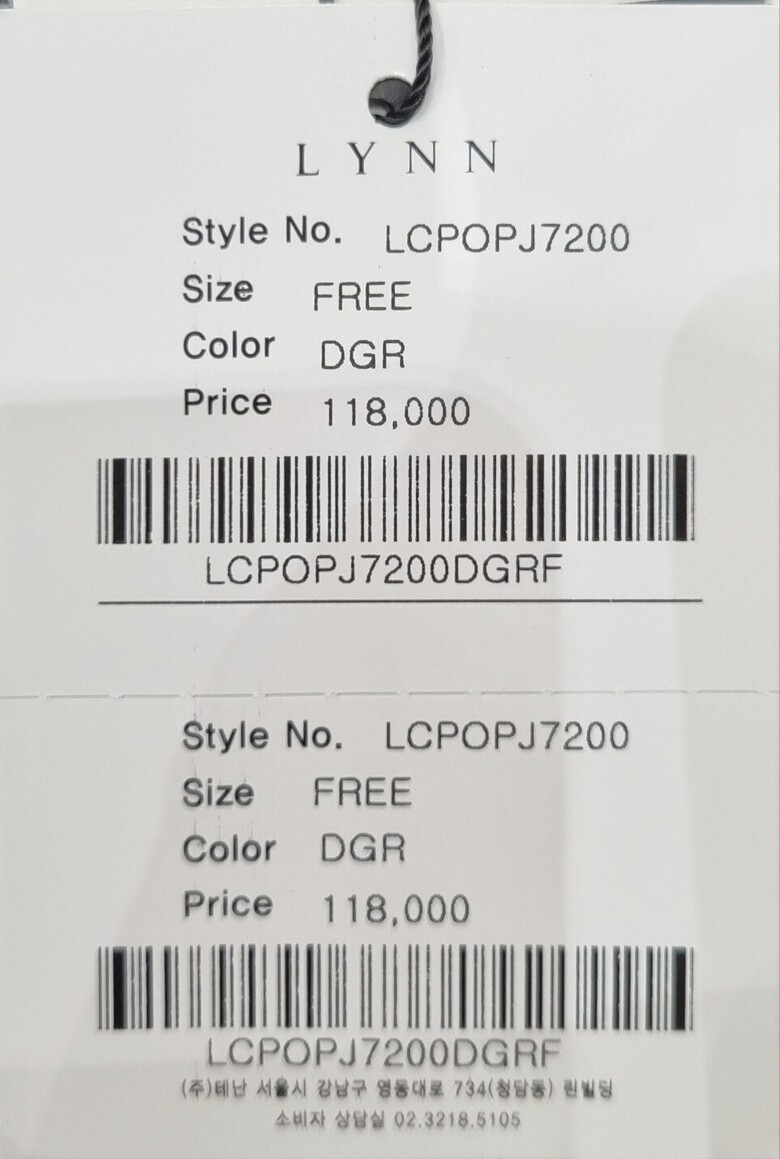 LYNN
Style No. LCPOPJ7200
Size FREE
Color DGR
Price 118,000
LCPOPJ7200DGRF
Style No. LCPOPJ7200
Size FREE
Color DGR
Price 118,000
LCPOPJ7200DGRF
(주)테난 서울시 강남구 영동대로 734(청담동) 린빌딩
소비자 상담실 02.3218.5105